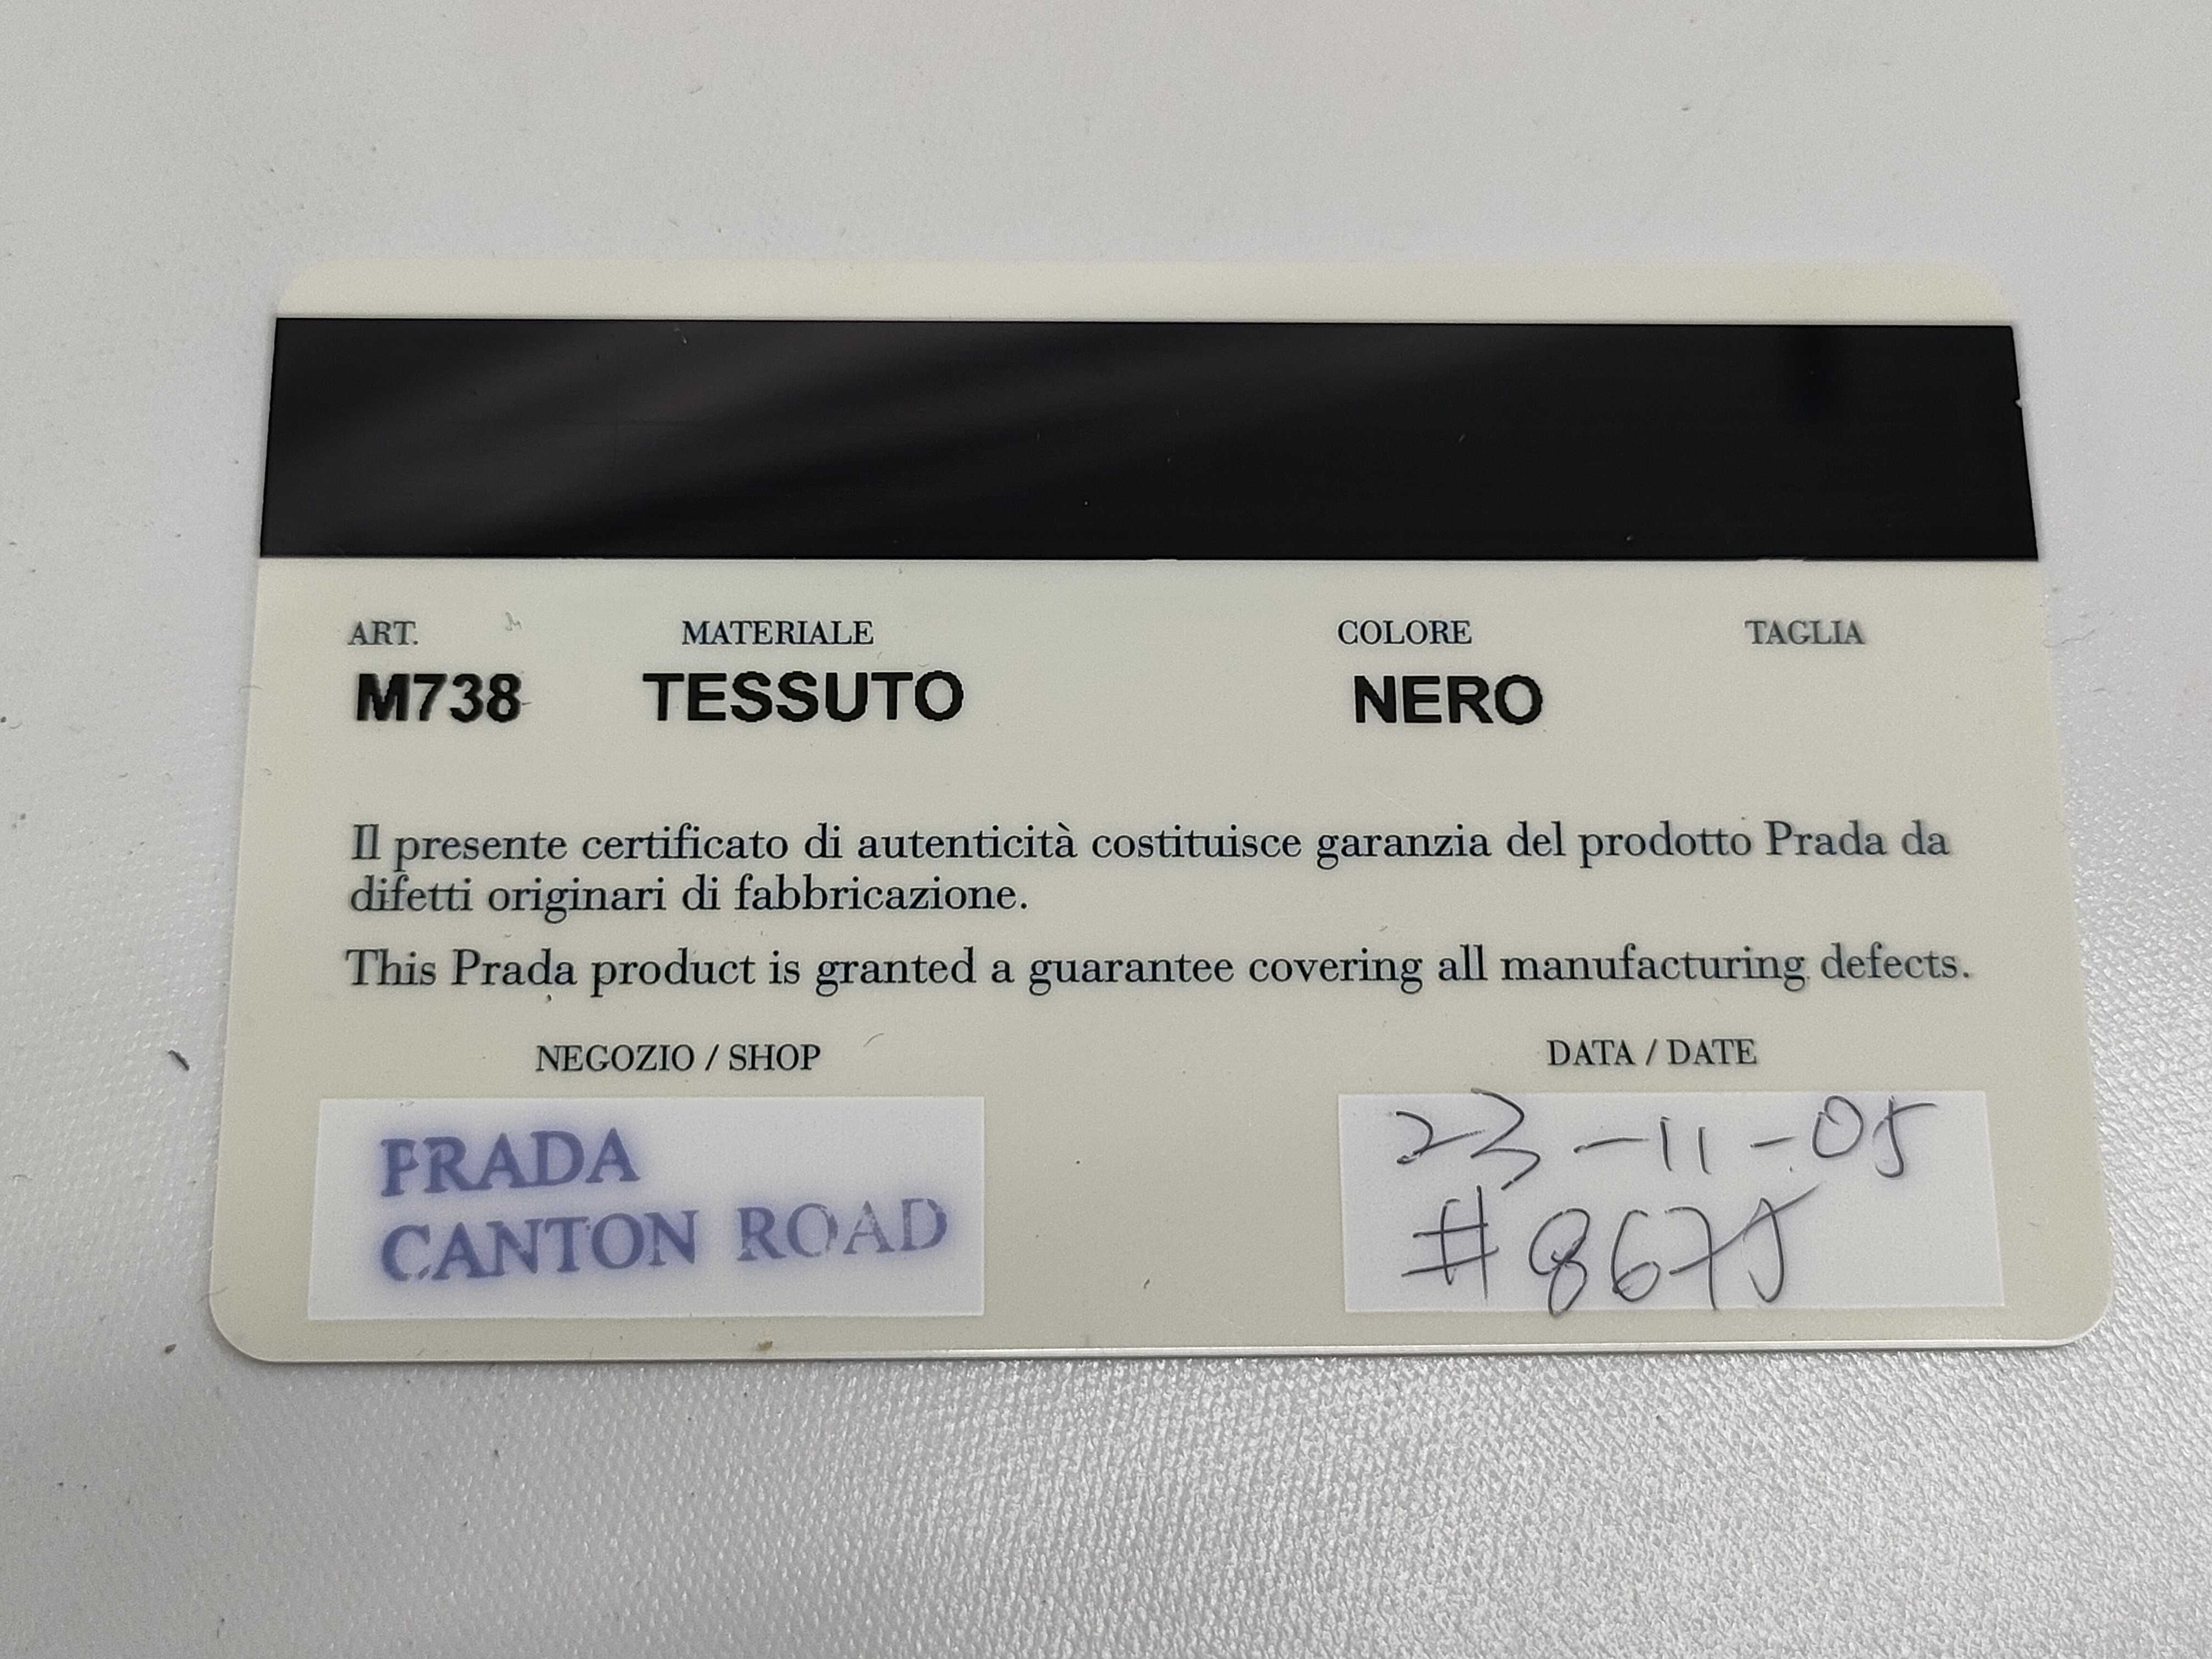 ART. MATERIALE COLORE TAGLIA
M738 TESSUTO NERO
Il presente certificato di autenticità costituisce garanzia del prodotto Prada da
difetti originari di fabbricazione.
This Prada product is granted a guarantee covering all manufacturing defects.
NEGOZIO / SHOP DATA / DATE
PRADA
CANTON ROAD
23-11-05
#8675